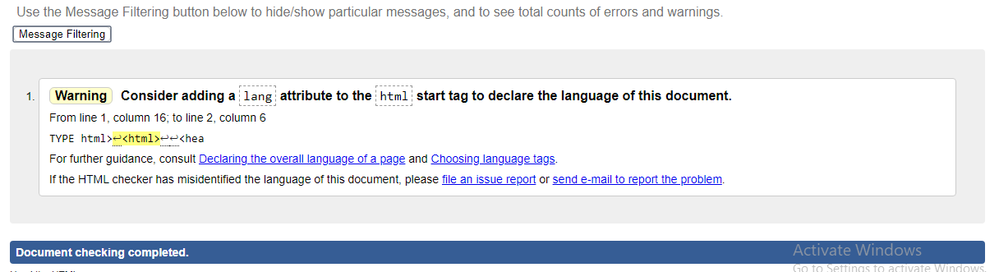 Use the Message Filtering button below to hide/show particular messages, and to see total counts of errors and warnings.
Message Filtering
1. Warning Consider adding a lang attribute to the html start tag to declare the language of this document.
From line 1, column 16; to line 2, column 6
TYPE html>↩<html>↩↩<hea
For further guidance, consult Declaring the overall language of a page and Choosing language tags.
If the HTML checker has misidentified the language of this document, please file an issue report or send e-mail to report the problem.
Document checking completed.
Activate Windows
Go to Settings to activate Windows.